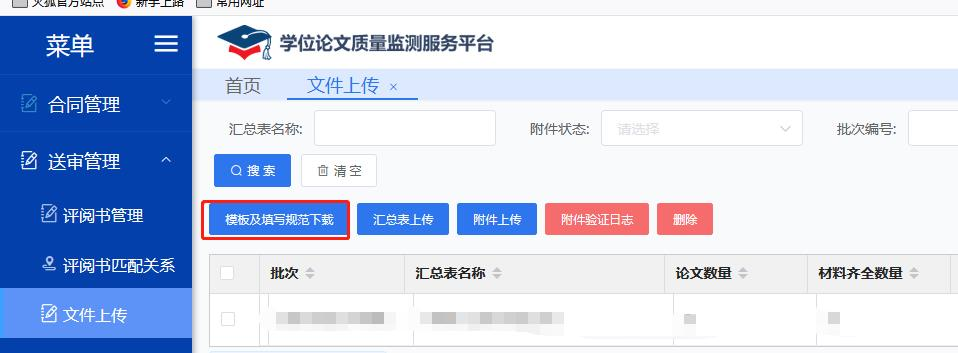 火狐官方站点 新手上路 常用网址
菜单
学位论文质量监测服务平台
首页 文件上传 ×
合同管理
汇总表名称: 附件状态: 请选择 批次编号:
送审管理
搜索 清空
评阅书管理
模板及填写规范下载 汇总表上传 附件上传 附件验证日志 删除
评阅书匹配关系
批次 汇总表名称 论文数量 材料齐全数量
文件上传